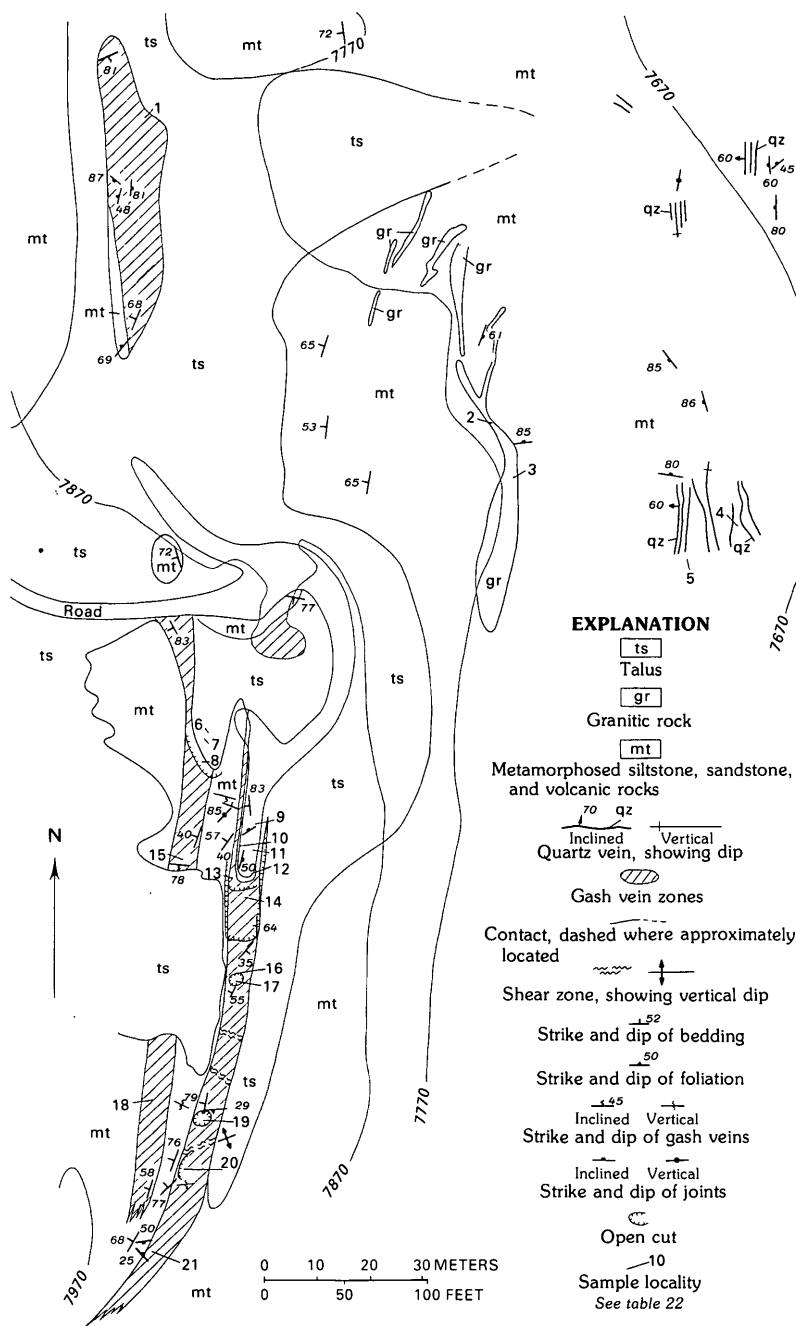 ts
mt
72
7770
mt
81
1
ts
7670
60
qz
45
60
80
qz
87
81
48
mt
mt
gr
gr
gr
gr
mt
68
69
ts
65
61
mt
85
86
mt
2
85
3
53
65
7870
80
60
4
qz
qz
5
ts
72
mt
gr
Road
77
7670
83
mt
ts
ts
ts
mt
6
7
8
mt
83
85
9
10
57
40
11
40
50
12
15
13
78
14
64
ts
N
35
16
17
55
ts
mt
ts
18
79
29
19
mt
76
20
58
77
7770
7870
50
68
25
21
7970
mt
0 10 20 30 METERS
0 50 100 FEET
EXPLANATION
ts
Talus
gr
Granitic rock
mt
Metamorphosed siltstone, sandstone,
and volcanic rocks
70 qz
Inclined Vertical
Quartz vein, showing dip
Gash vein zones
Contact, dashed where approximately
located
Shear zone, showing vertical dip
52
Strike and dip of bedding
50
Strike and dip of foliation
45
Inclined Vertical
Strike and dip of gash veins
Inclined Vertical
Strike and dip of joints
Open cut
10
Sample locality
See table 22